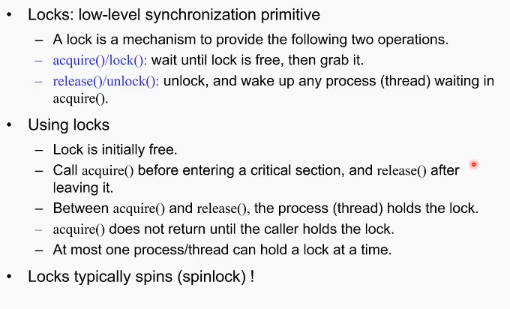 • Locks: low-level synchronization primitive
– A lock is a mechanism to provide the following two operations.
– acquire()/lock(): wait until lock is free, then grab it.
– release()/unlock(): unlock, and wake up any process (thread) waiting in
acquire().
• Using locks
– Lock is initially free.
– Call acquire() before entering a critical section, and release() after
leaving it.
– Between acquire() and release(), the process (thread) holds the lock.
– acquire() does not return until the caller holds the lock.
– At most one process/thread can hold a lock at a time.
• Locks typically spins (spinlock) !